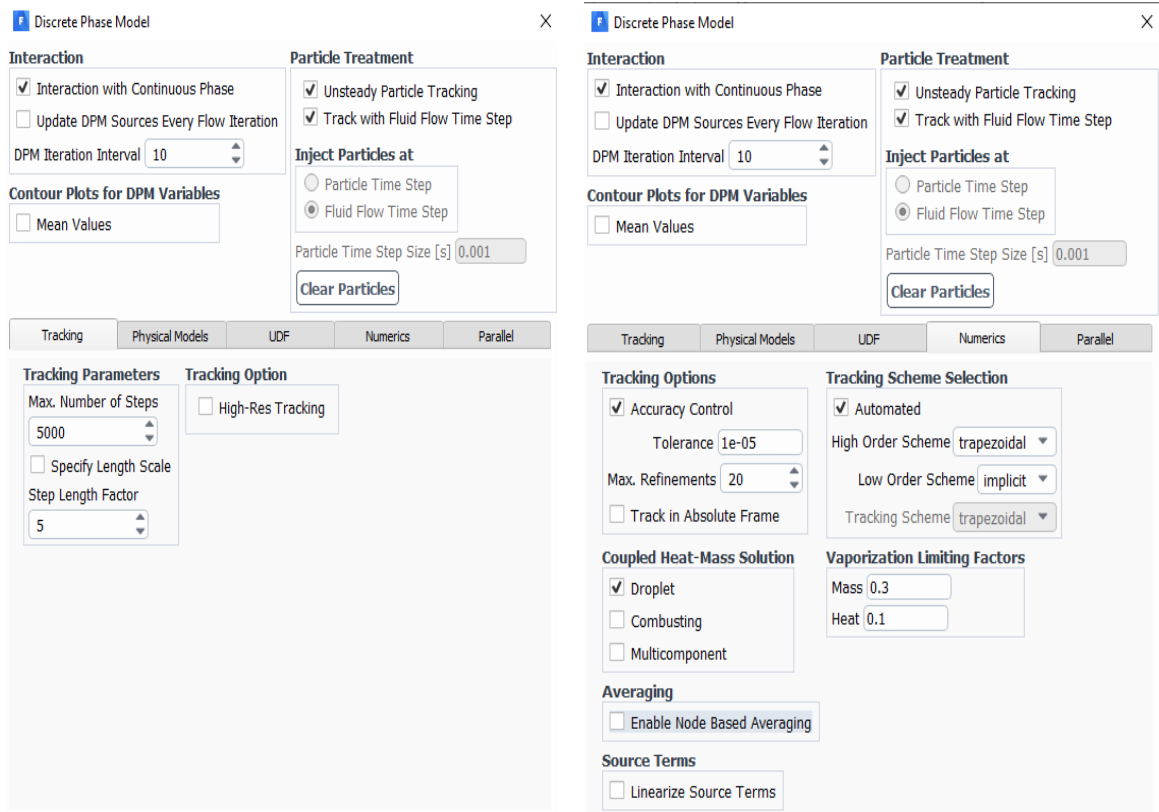 Discrete Phase Model
Interaction
Interaction with Continuous Phase
Update DPM Sources Every Flow Iteration
DPM Iteration Interval 10
Contour Plots for DPM Variables
Mean Values
Particle Treatment
Unsteady Particle Tracking
Track with Fluid Flow Time Step
Inject Particles at
Particle Time Step
Fluid Flow Time Step
Particle Time Step Size [s] 0.001
Clear Particles
Tracking Physical Models UDF Numerics Parallel
Tracking Parameters
Max. Number of Steps
5000
Specify Length Scale
Step Length Factor
5
Tracking Option
High-Res Tracking
Discrete Phase Model
Interaction
Interaction with Continuous Phase
Update DPM Sources Every Flow Iteration
DPM Iteration Interval 10
Contour Plots for DPM Variables
Mean Values
Particle Treatment
Unsteady Particle Tracking
Track with Fluid Flow Time Step
Inject Particles at
Particle Time Step
Fluid Flow Time Step
Particle Time Step Size [s] 0.001
Clear Particles
Tracking Physical Models UDF Numerics Parallel
Tracking Options
Accuracy Control
Tolerance 1e-05
Max. Refinements 20
Track in Absolute Frame
Tracking Scheme Selection
Automated
High Order Scheme trapezoidal
Low Order Scheme implicit
Tracking Scheme trapezoidal
Coupled Heat-Mass Solution
Droplet
Combusting
Multicomponent
Vaporization Limiting Factors
Mass 0.3
Heat 0.1
Averaging
Enable Node Based Averaging
Source Terms
Linearize Source Terms